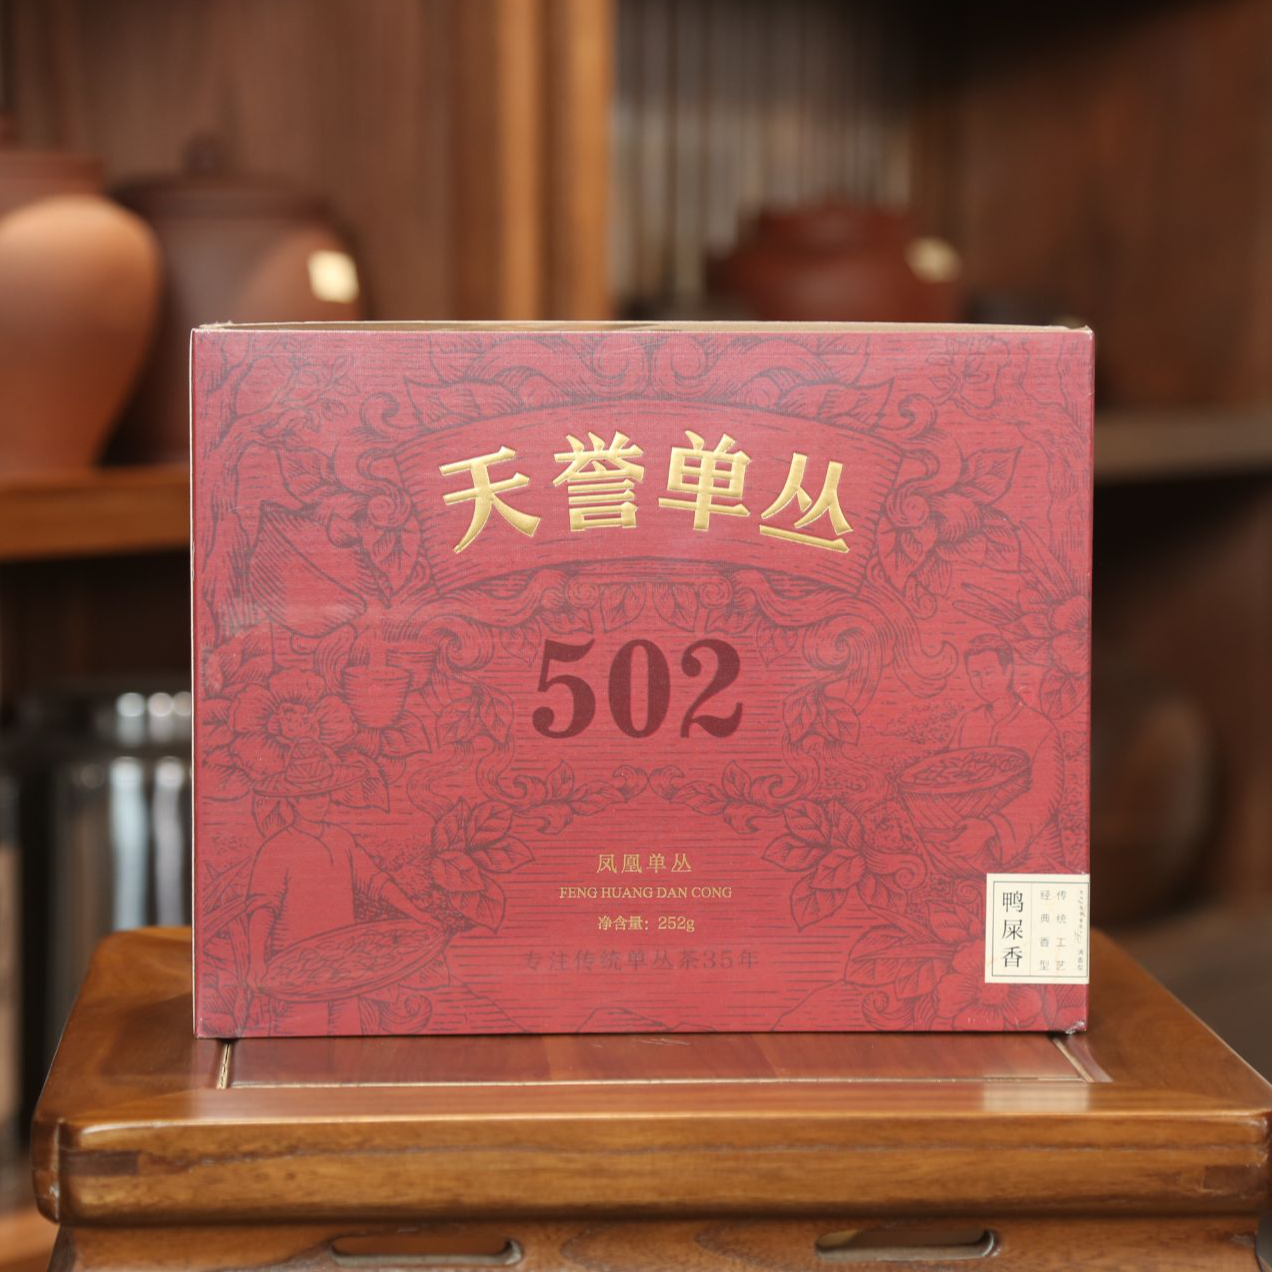 天誉单丛
502
凤凰单丛
FENG HUANG DAN CONG
净含量：252g
专注传统单丛茶35年
鸭屎香
传统工艺
经典香型